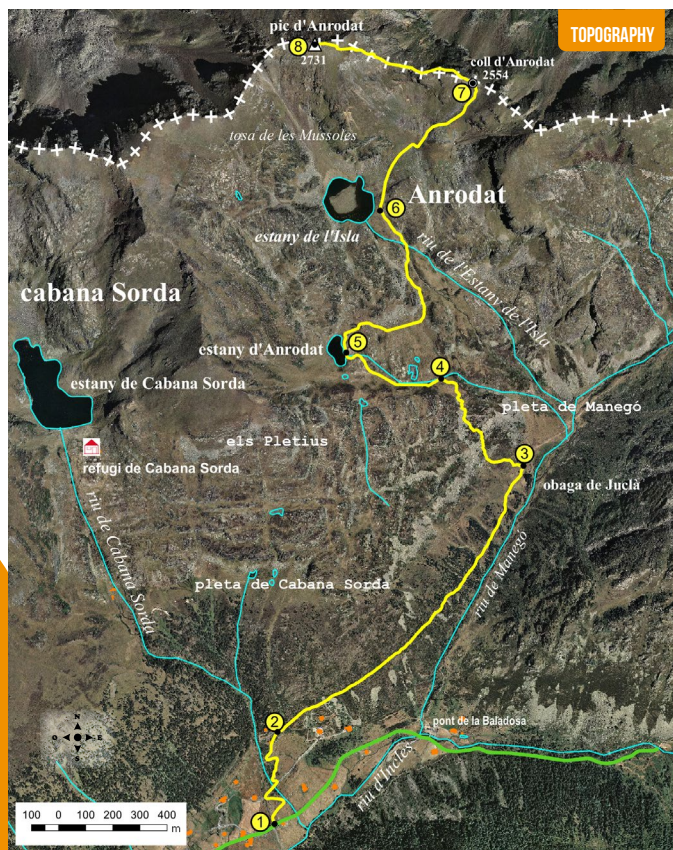 TOPOGRAPHY
pic d'Anrodat
8
2731
coll d'Anrodat
2554
7
tosa de les Mussoles
Anrodat
6
estany de l'Isla
riu de l'Estany de l'Isla
cabana Sorda
estany d'Anrodat
5
4
estany de Cabana Sorda
pleta de Manegó
els Pletius
3
refugi de Cabana Sorda
obaga de Juclà
riu de Cabana Sorda
pleta de Cabana Sorda
riu de Manegó
2
pont de la Baladosa
N
O E
S
riu d'Incles
1
100 0 100 200 300 400
m